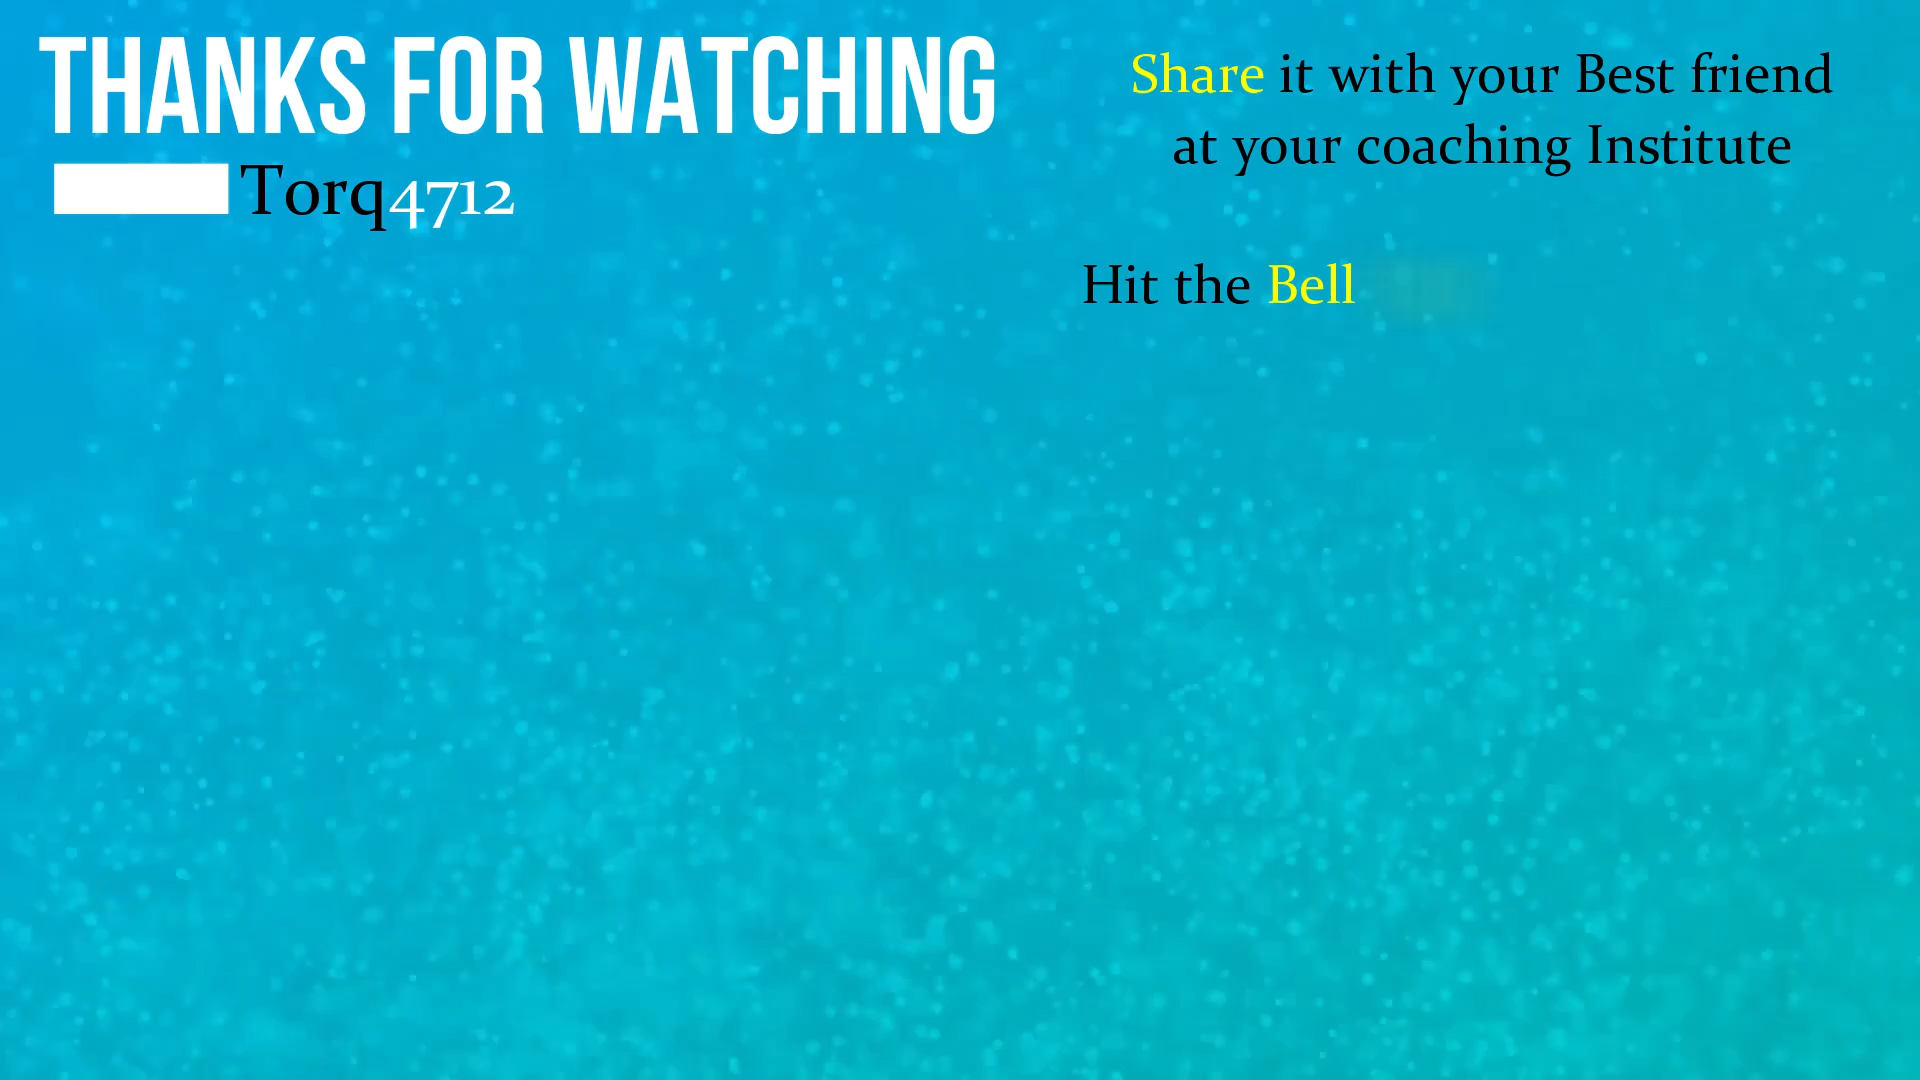 THANKS FOR WATCHING
Torq4712
Share it with your Best friend
at your coaching Institute
Hit the Bell